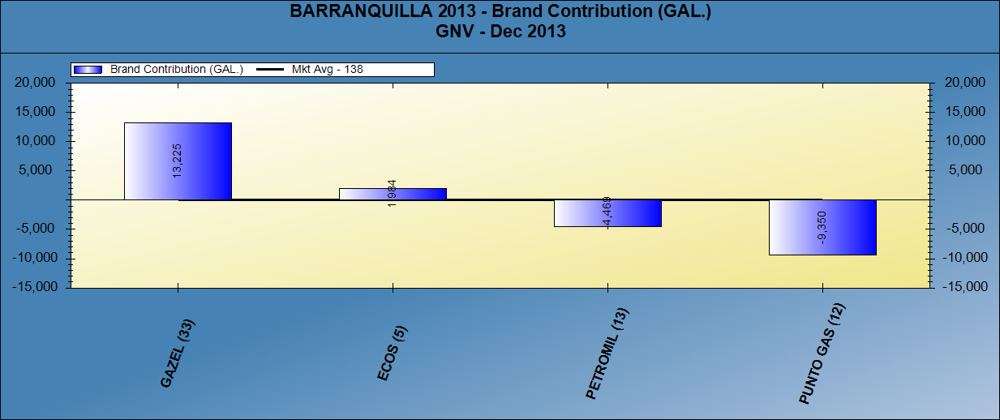 BARRANQUILLA 2013 - Brand Contribution (GAL.)
GNV - Dec 2013
Brand Contribution (GAL.) Mkt Avg - 138
20,000 20,000
15,000 15,000
10,000 10,000
5,000 5,000
-5,000 -5,000
-10,000 -10,000
-15,000 -15,000
13,225
1,984
-4,469
-9,350
GAZEL (33)
ECOS (5)
PETROMIL (13)
PUNTO GAS (12)